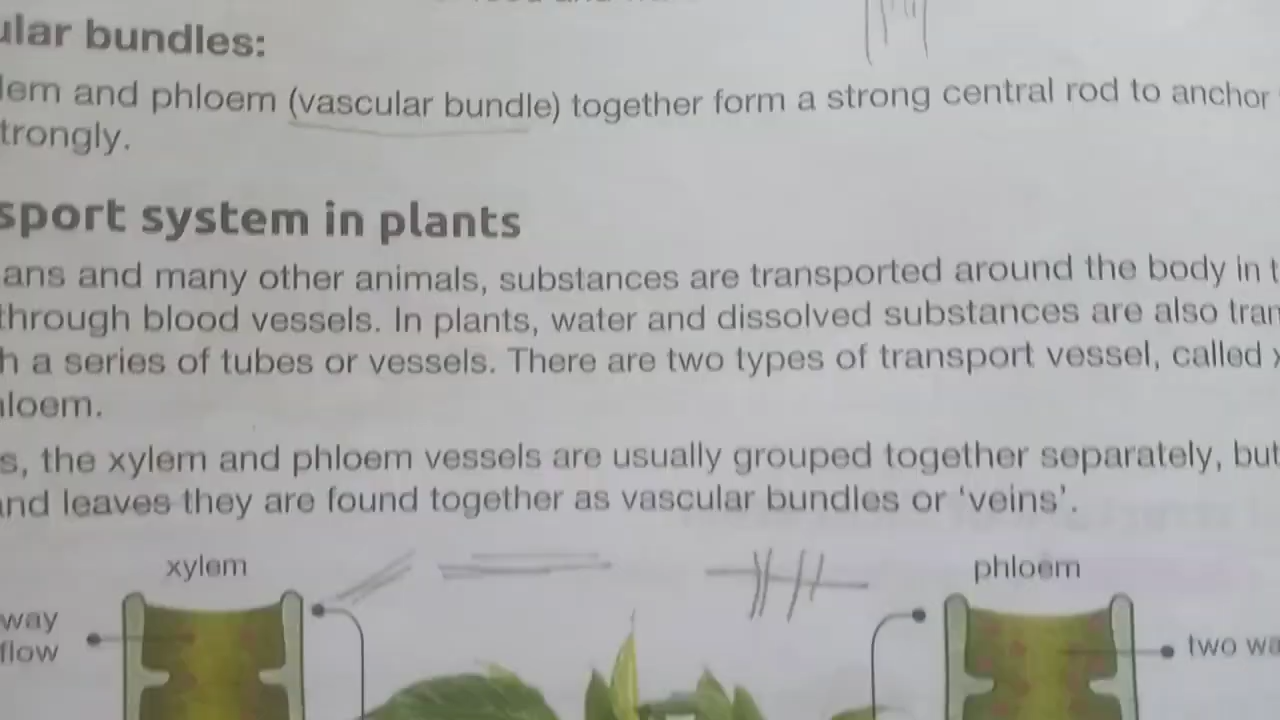 ular bundles:
lem and phloem (vascular bundle) together form a strong central rod to anchor
trongly.
sport system in plants
ans and many other animals, substances are transported around the body in t
through blood vessels. In plants, water and dissolved substances are also tran
h a series of tubes or vessels. There are two types of transport vessel, called
loem.
s, the xylem and phloem vessels are usually grouped together separately, but
and leaves they are found together as vascular bundles or ‘veins’.
xylem
phloem
way
flow
two wa